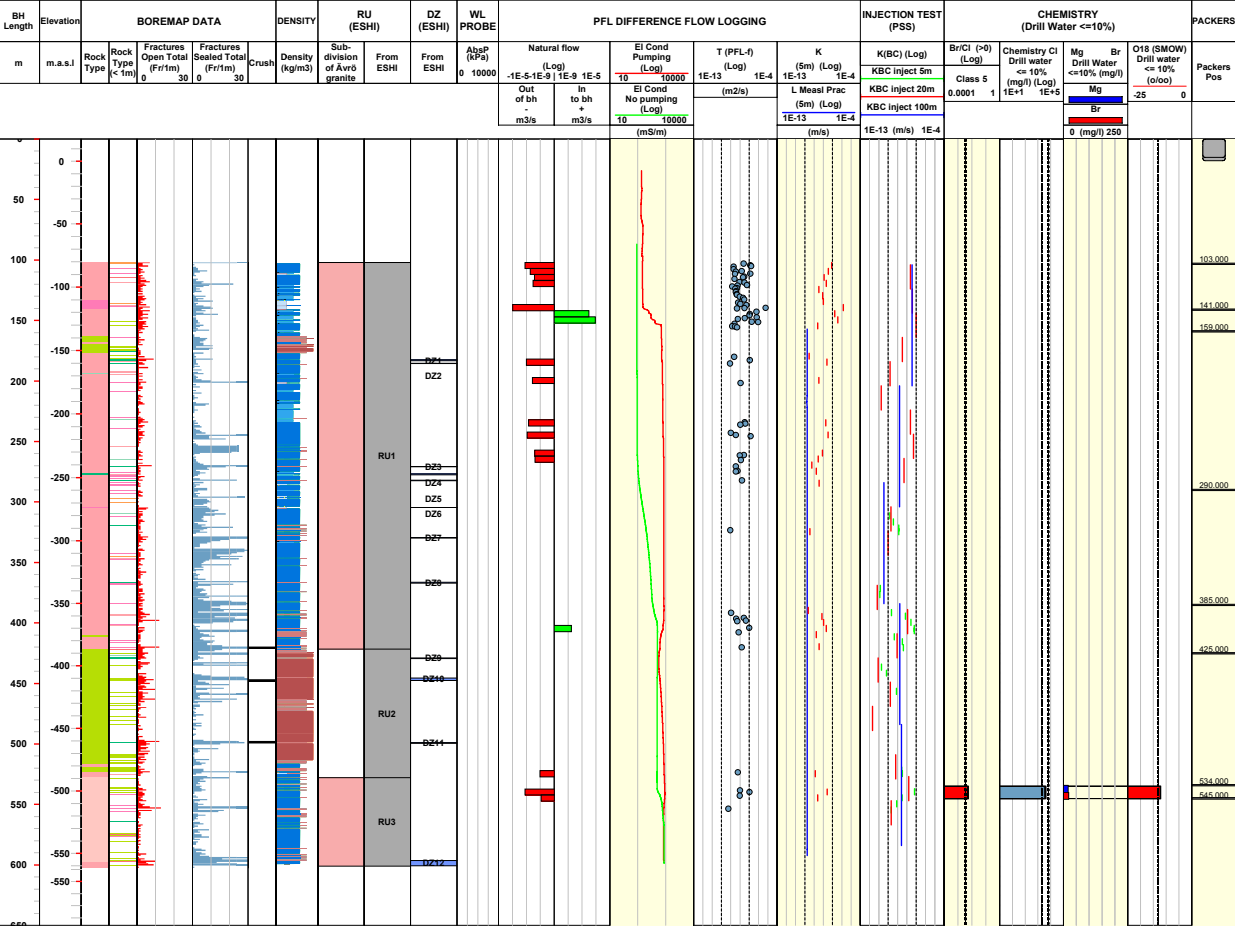 BH
Length
Elevation
BOREMAP DATA
DENSITY
RU
(ESHI)
DZ
(ESHI)
WL
PROBE
PFL DIFFERENCE FLOW LOGGING
INJECTION TEST
(PSS)
CHEMISTRY
(Drill Water <=10%)
PACKERS
m
m.a.s.l
Rock
Type
Rock
Type
(< 1m)
Fractures
Open Total
(Fr/1m)
0 30
Fractures
Sealed Total
(Fr/1m)
0 30
Crush
Density
(kg/m3)
Sub-
division
of Ävrö
granite
From
ESHI
From
ESHI
AbsP
(kPa)
0 10000
Natural flow
(Log)
-1E-5-1E-9 | 1E-9 1E-5
Out
of bh
-
m3/s
In
to bh
+
m3/s
El Cond
Pumping
(Log)
10 10000
El Cond
No pumping
(Log)
10 10000
(mS/m)
T (PFL-f)
(Log)
1E-13 1E-4
(m2/s)
K
(5m) (Log)
1E-13 1E-4
L Measl Prac
(5m) (Log)
1E-13 1E-4
(m/s)
K(BC) (Log)
KBC inject 5m
KBC inject 20m
KBC inject 100m
1E-13 (m/s) 1E-4
Br/Cl (>0)
(Log)
Class 5
0.0001 1
Chemistry Cl
Drill water
<= 10%
(mg/l) (Log)
1E+1 1E+5
Mg Br
Drill Water
<=10% (mg/l)
Mg
Br
0 (mg/l) 250
O18 (SMOW)
Drill water
<= 10%
(o/oo)
-25 0
Packers
Pos
0
50
-50
100
103.000
-100
141.000
150
159.000
-150
DZ1
DZ2
200
-200
250
RU1
DZ3
-250
DZ4
290.000
DZ5
300
DZ6
-300
DZ7
350
DZ8
-350
385.000
400
425.000
-400
DZ9
450
DZ10
RU2
-450
500
DZ11
534.000
-500
545.000
550
RU3
-550
600
DZ12
-550